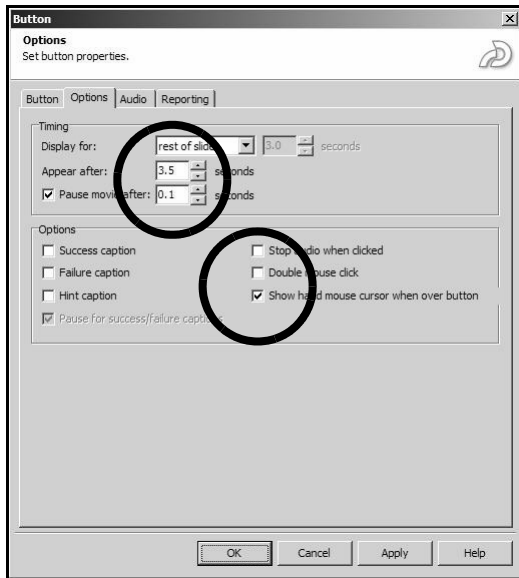 Button
Options
Set button properties.
Button Options Audio Reporting
Timing
Display for: rest of slide 3.0 seconds
Appear after: 3.5 seconds
Pause movie after: 0.1 seconds
Options
Success caption
Stop audio when clicked
Failure caption
Double mouse click
Hint caption
Show hand mouse cursor when over button
Pause for success/failure captions
OK Cancel Apply Help